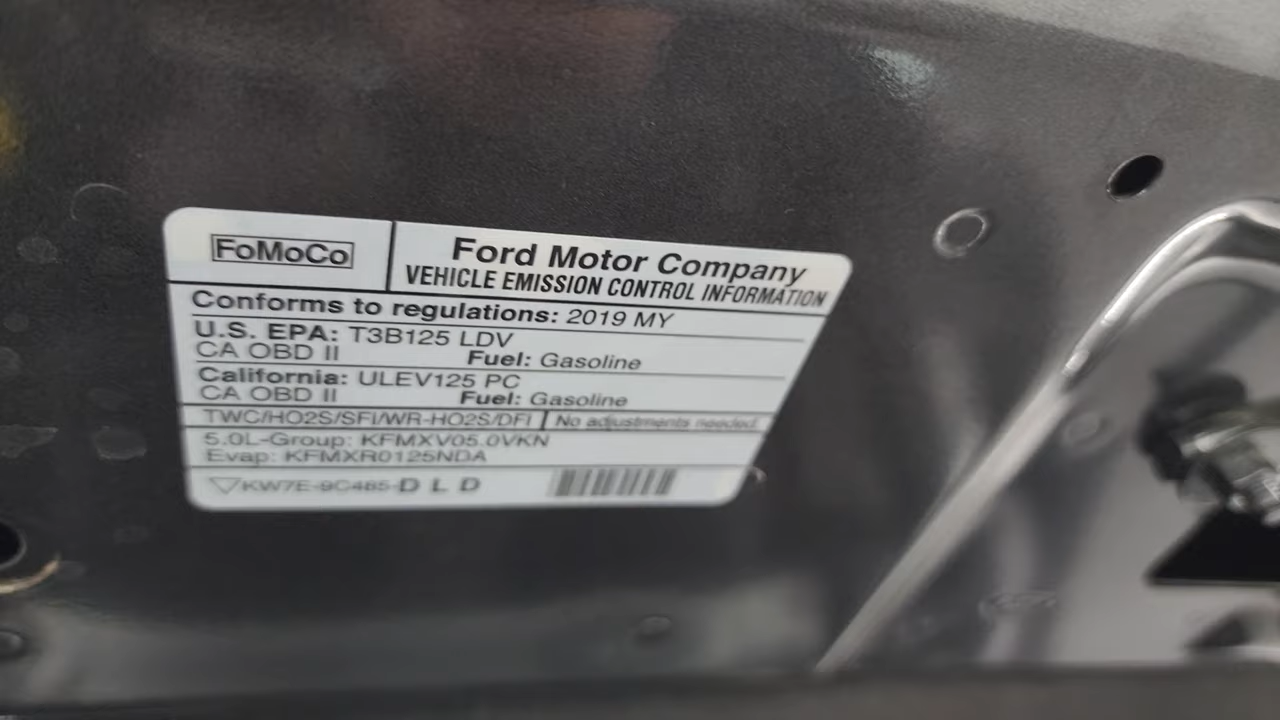 FoMoCo
Ford Motor Company
VEHICLE EMISSION CONTROL INFORMATION
Conforms to regulations: 2019 MY
U.S. EPA: T3B125 LDV
CA OBD II Fuel: Gasoline
California: ULEV125 PC
CA OBD II Fuel: Gasoline
TWC/HO2S/SFI/WR-HO2S/DFI No adjustments needed.
5.0L-Group: KFMXV05.0VKN
Evap: KFMXR0125NDA
KW7E-9C485-D L D